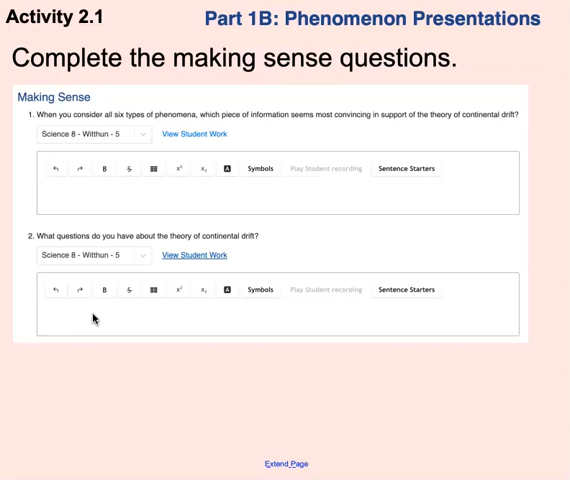 Activity 2.1
Part 1B: Phenomenon Presentations
Complete the making sense questions.
Making Sense
1. When you consider all six types of phenomena, which piece of information seems most convincing in support of the theory of continental drift?
Science 8 - Witthun - 5
View Student Work
B S x² x₂ A Symbols Play Student recording Sentence Starters
2. What questions do you have about the theory of continental drift?
Science 8 - Witthun - 5
View Student Work
B S x² x₂ A Symbols Play Student recording Sentence Starters
Extend Page